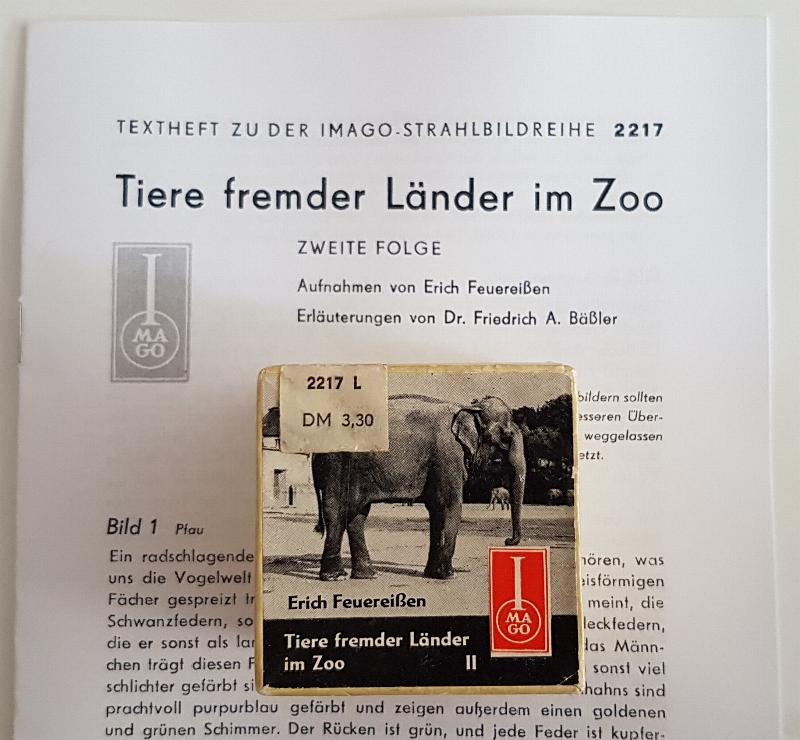 TEXTHEFT ZU DER IMAGO-STRAHLBILDREIHE 2217
Tiere fremder Länder im Zoo
ZWEITE FOLGE
I
MA
GO
Aufnahmen von Erich Feuereißen
Erläuterungen von Dr. Friedrich A. Bäßler
bildern sollten
esseren Über-
weggelassen
etzt.
2217 L
DM 3,30
Erich Feuereißen
I
MA
GO
Tiere fremder Länder
im Zoo II
Bild 1 Pfau
Ein radschlagende hören, was
uns die Vogelwelt eisförmigen
Fächer gespreizt tr meint, die
Schwanzfedern, so deckfedern,
die er sonst als lan das Männ-
chen trägt diesen P sonst viel
schlichter gefärbt si hahns sind
prachtvoll purpurblau gefärbt und zeigen außerdem einen goldenen
und grünen Schimmer. Der Rücken ist grün, und jede Feder ist kupfer-